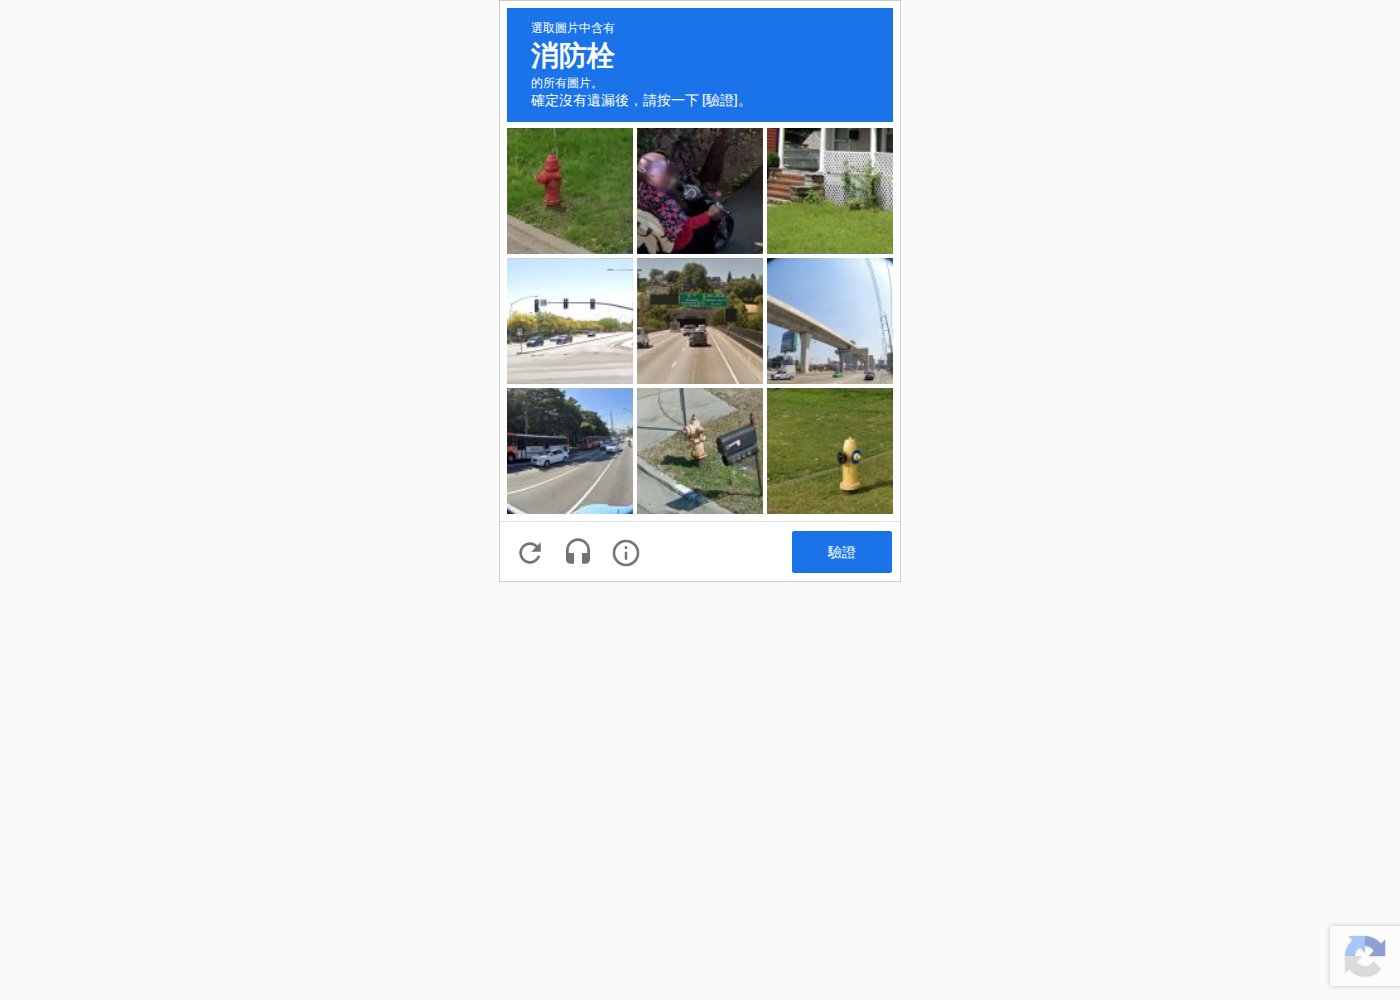 選取圖片中含有
消防栓
的所有圖片。
確定沒有遺漏後，請按一下 [驗證]。
驗證